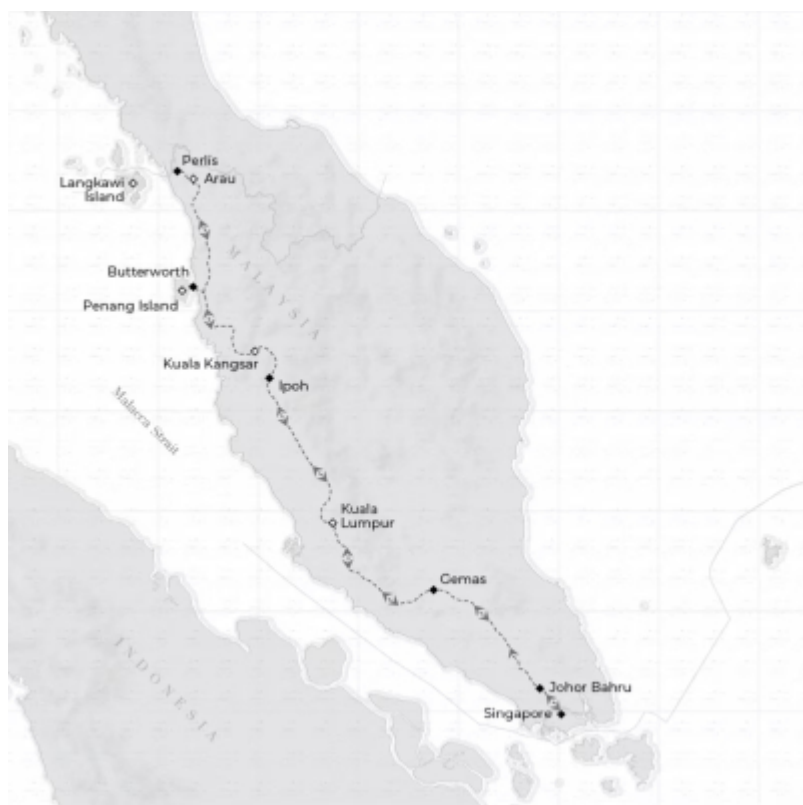 Perlis
Arau
Langkawi
Island
MALAYSIA
Butterworth
Penang Island
Kuala Kangsar
Ipoh
Malacca Strait
Kuala
Lumpur
Gemas
INDONESIA
Johor Bahru
Singapore